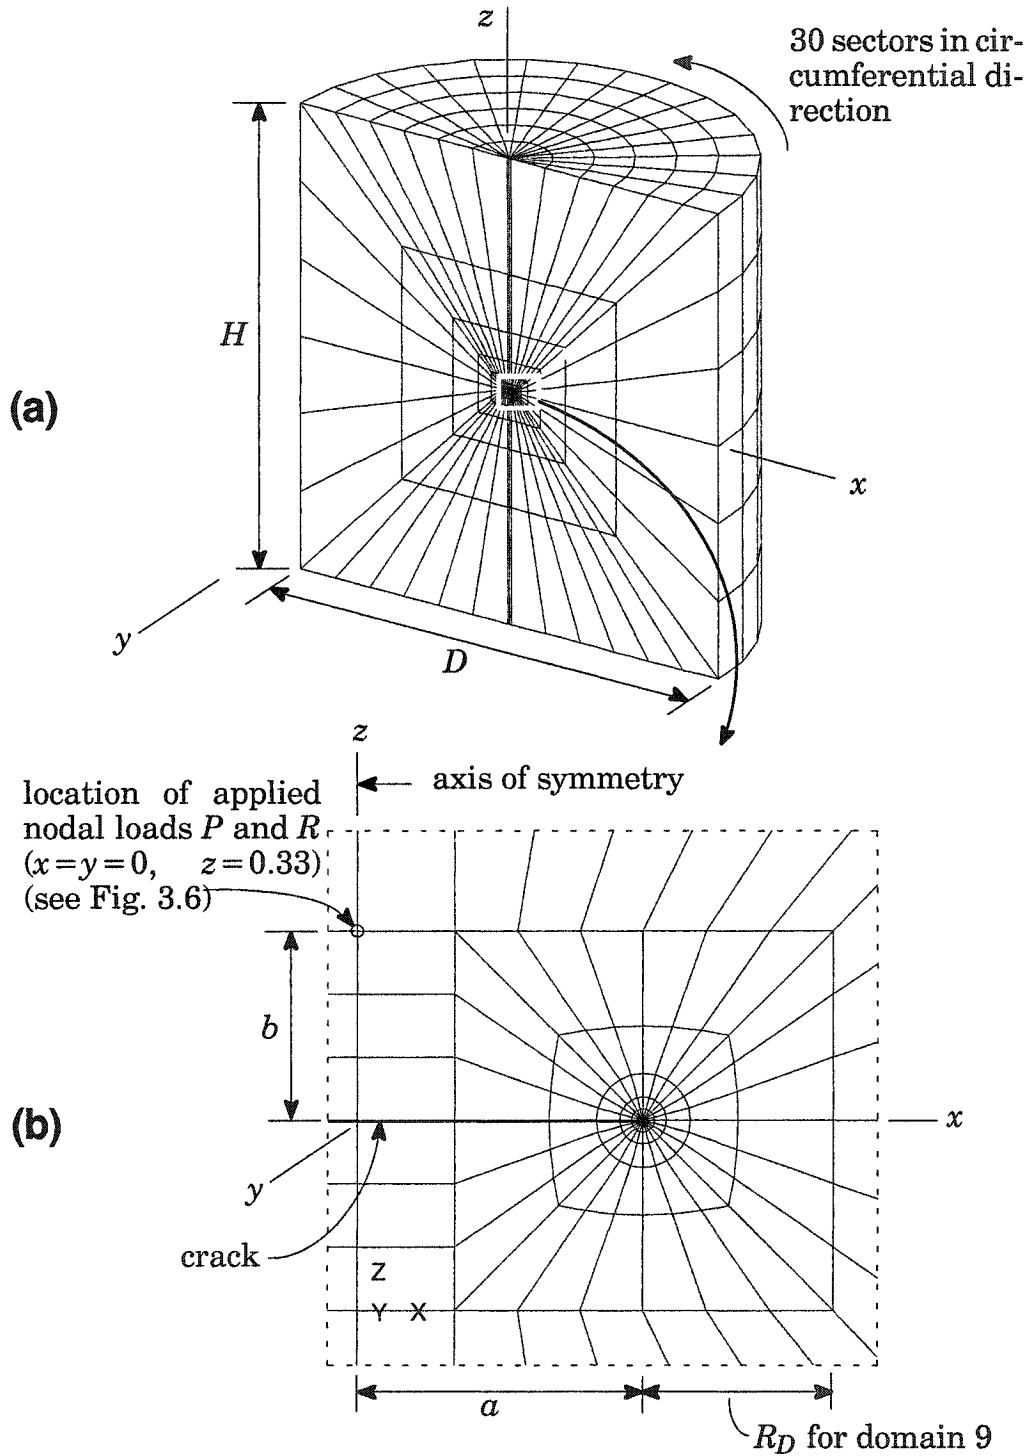 z
30 sectors in cir-
cumferential di-
rection
H
(a)
x
y
D
z
axis of symmetry
location of applied
nodal loads P and R
(x=y=0, z=0.33)
(see Fig. 3.6)
b
(b)
x
y
crack
Z
Y X
a
R_D for domain 9